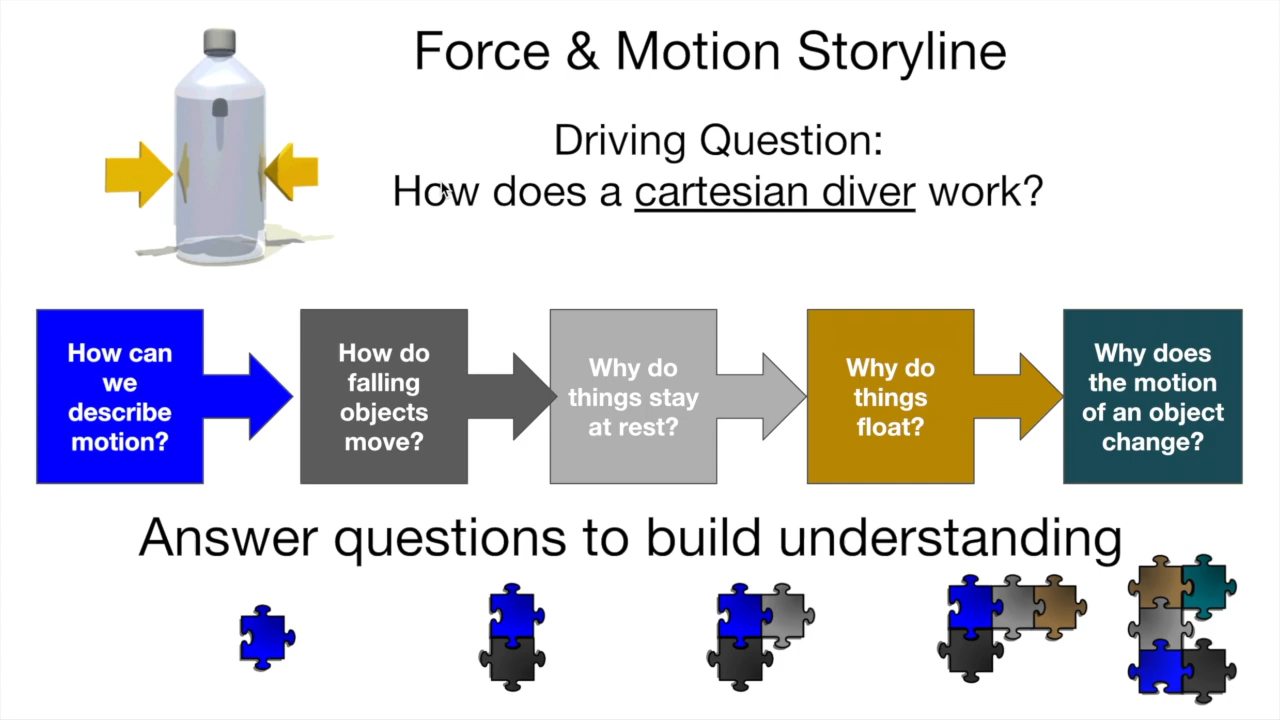 Force & Motion Storyline
Driving Question:
How does a cartesian diver work?
How can
we
describe
motion?
How do
falling
objects
move?
Why do
things stay
at rest?
Why do
things
float?
Why does
the motion
of an object
change?
Answer questions to build understanding